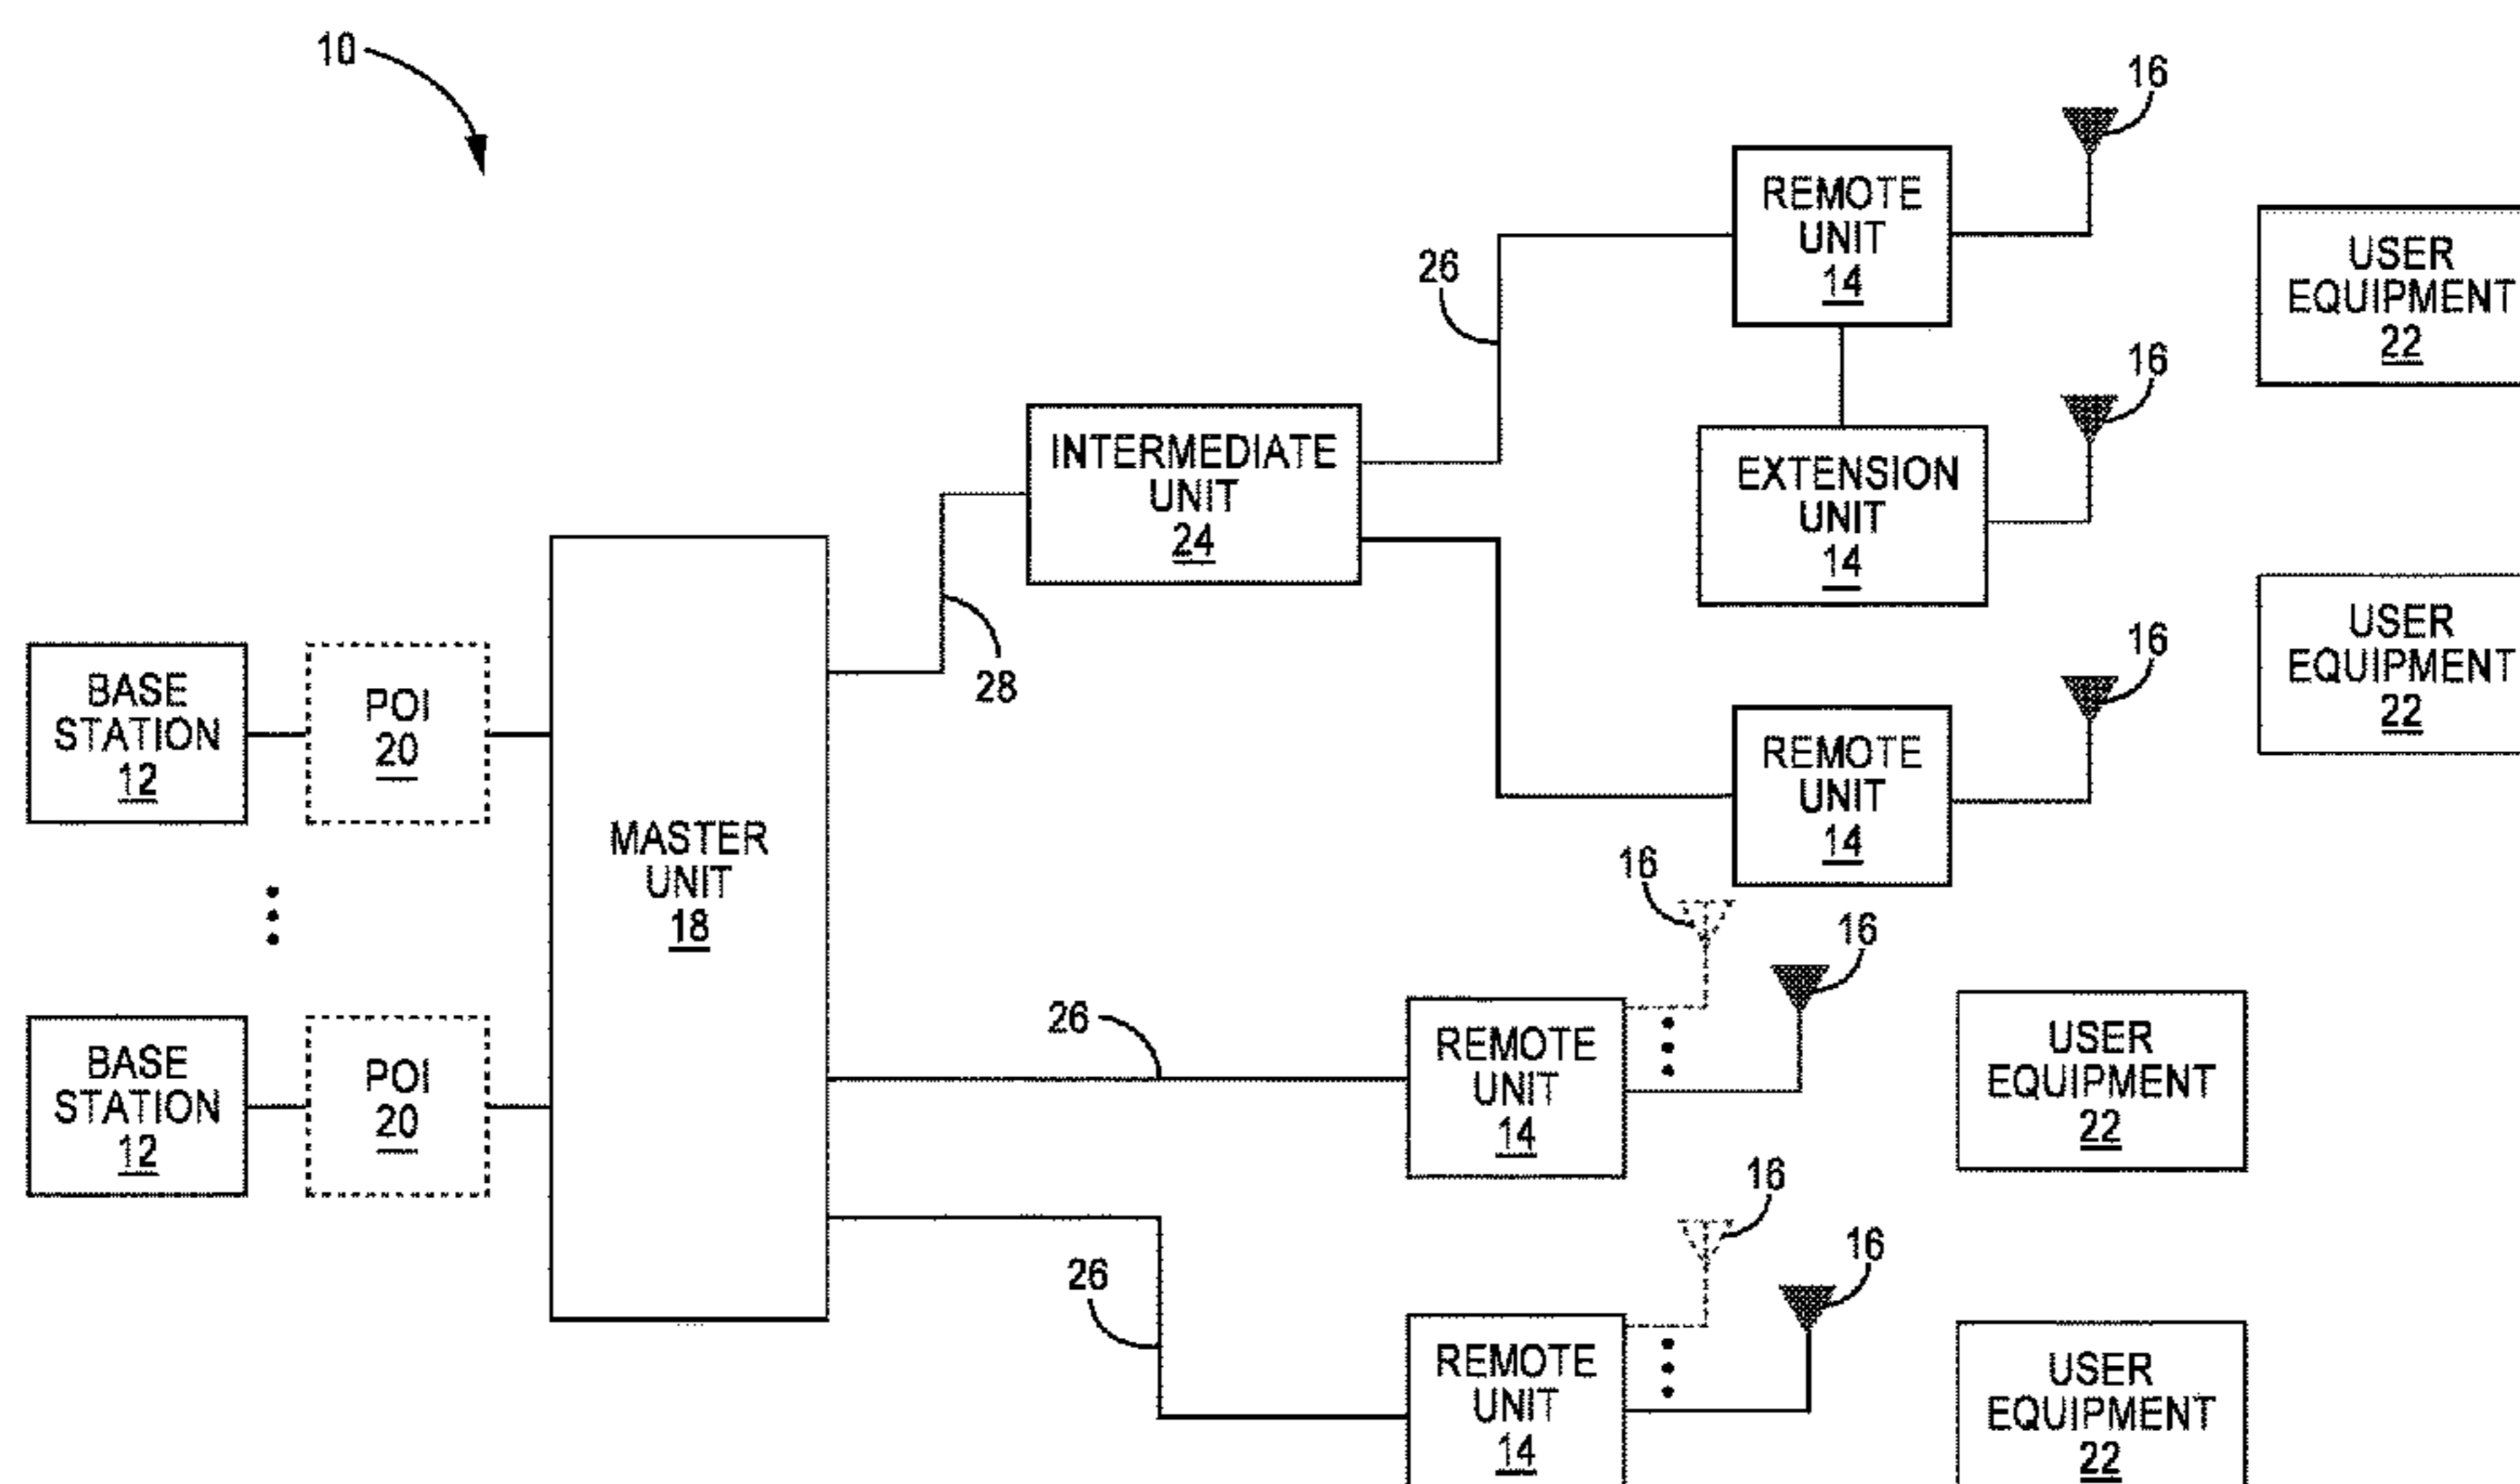 10
16
REMOTE
UNIT
14
USER
EQUIPMENT
22
26
16
INTERMEDIATE
UNIT
24
EXTENSION
UNIT
14
28
USER
EQUIPMENT
22
16
REMOTE
UNIT
14
BASE
STATION
12
POI
20
MASTER
UNIT
18
16
16
26
REMOTE
UNIT
14
USER
EQUIPMENT
22
BASE
STATION
12
POI
20
16
16
26
REMOTE
UNIT
14
USER
EQUIPMENT
22